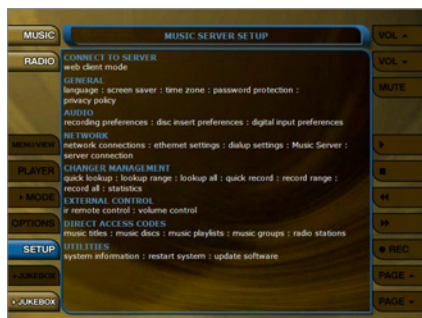 MUSIC
MUSIC SERVER SETUP
VOL
RADIO
CONNECT TO SERVER
VOL
web client mode
GENERAL
language : screen saver : time zone : password protection :
MUTE
privacy policy
AUDIO
recording preferences : disc insert preferences : digital input preferences
NETWORK
MENU/VIEW
network connections : ethernet settings : dialup settings : Music Server :
server connection
CHANGER MANAGEMENT
PLAYER
quick lookup : lookup range : lookup all : quick record : record range :
record all : statistics
MODE
EXTERNAL CONTROL
ir remote control : volume control
OPTIONS
DIRECT ACCESS CODES
music titles : music discs : music playlists : music groups : radio stations
SETUP
UTILITIES
REC
system information : restart system : update software
JUKEBOX
PAGE
JUKEBOX
PAGE